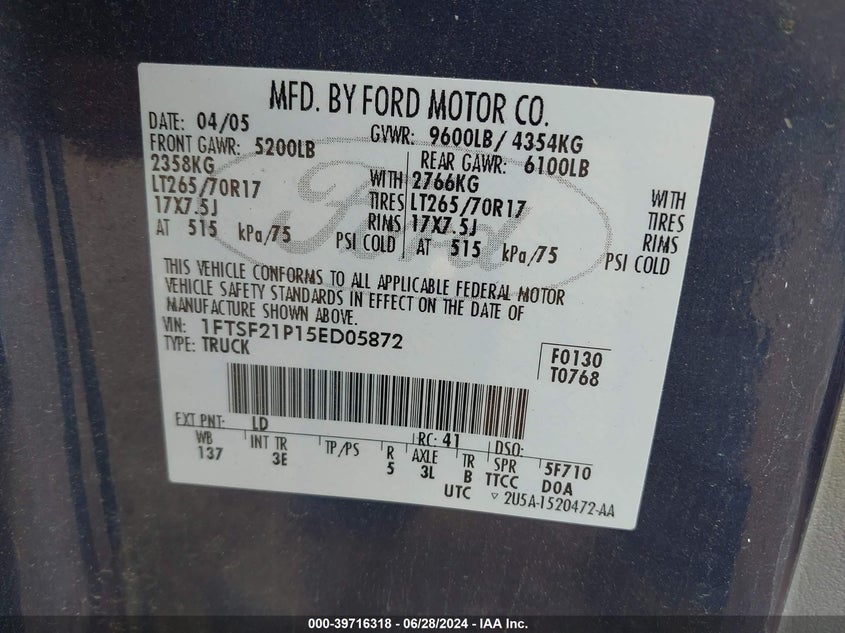 MFD. BY FORD MOTOR CO.
DATE: 04/05 GVWR: 9600LB/ 4354KG
FRONT GAWR: 5200LB REAR GAWR: 6100LB
2358KG WITH 2766KG WITH
LT265/70R17 TIRES LT265/70R17 TIRES
17X7.5J RIMS 17X7.5J RIMS
AT 515 kPa/75 PSI COLD AT 515 kPa/75 PSI COLD
Ford
THIS VEHICLE CONFORMS TO ALL APPLICABLE FEDERAL MOTOR
VEHICLE SAFETY STANDARDS IN EFFECT ON THE DATE OF
MANUFACTURE SHOWN ABOVE.
VIN: 1FTSF21P15ED05872
TYPE: TRUCK
F0130
T0768
EXT PNT: LD RC: 41 DSO:
WB INT TR TP/PS R AXLE TR SPR 5F710
137 3E 5 3L B TTCC DOA
UTC ▽ 2U5A-1520472-AA
000-39716318 - 06/28/2024 - IAA Inc.